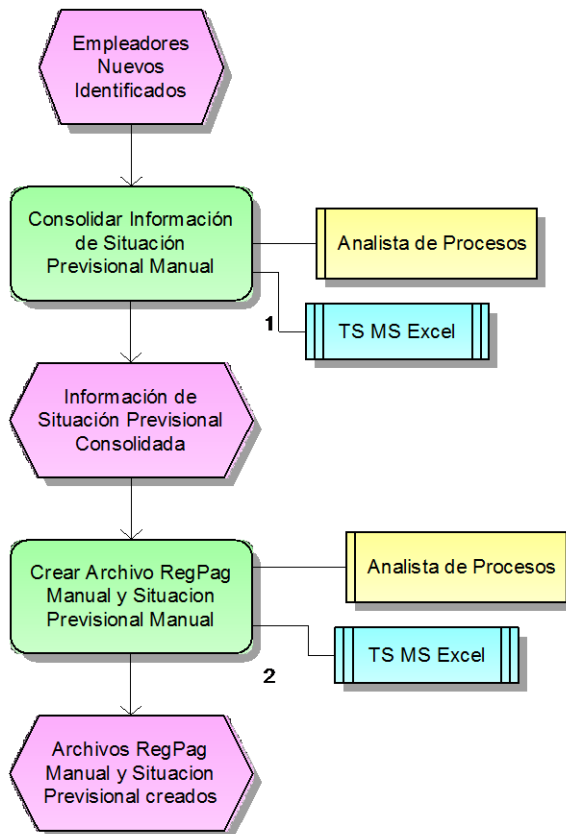 Empleadores
Nuevos
Identificados
Consolidar Información
de Situación
Previsional Manual
Analista de Procesos
1
TS MS Excel
Información de
Situación Previsional
Consolidada
Crear Archivo RegPag
Manual y Situacion
Previsional Manual
Analista de Procesos
TS MS Excel
2
Archivos RegPag
Manual y Situacion
Previsional creados